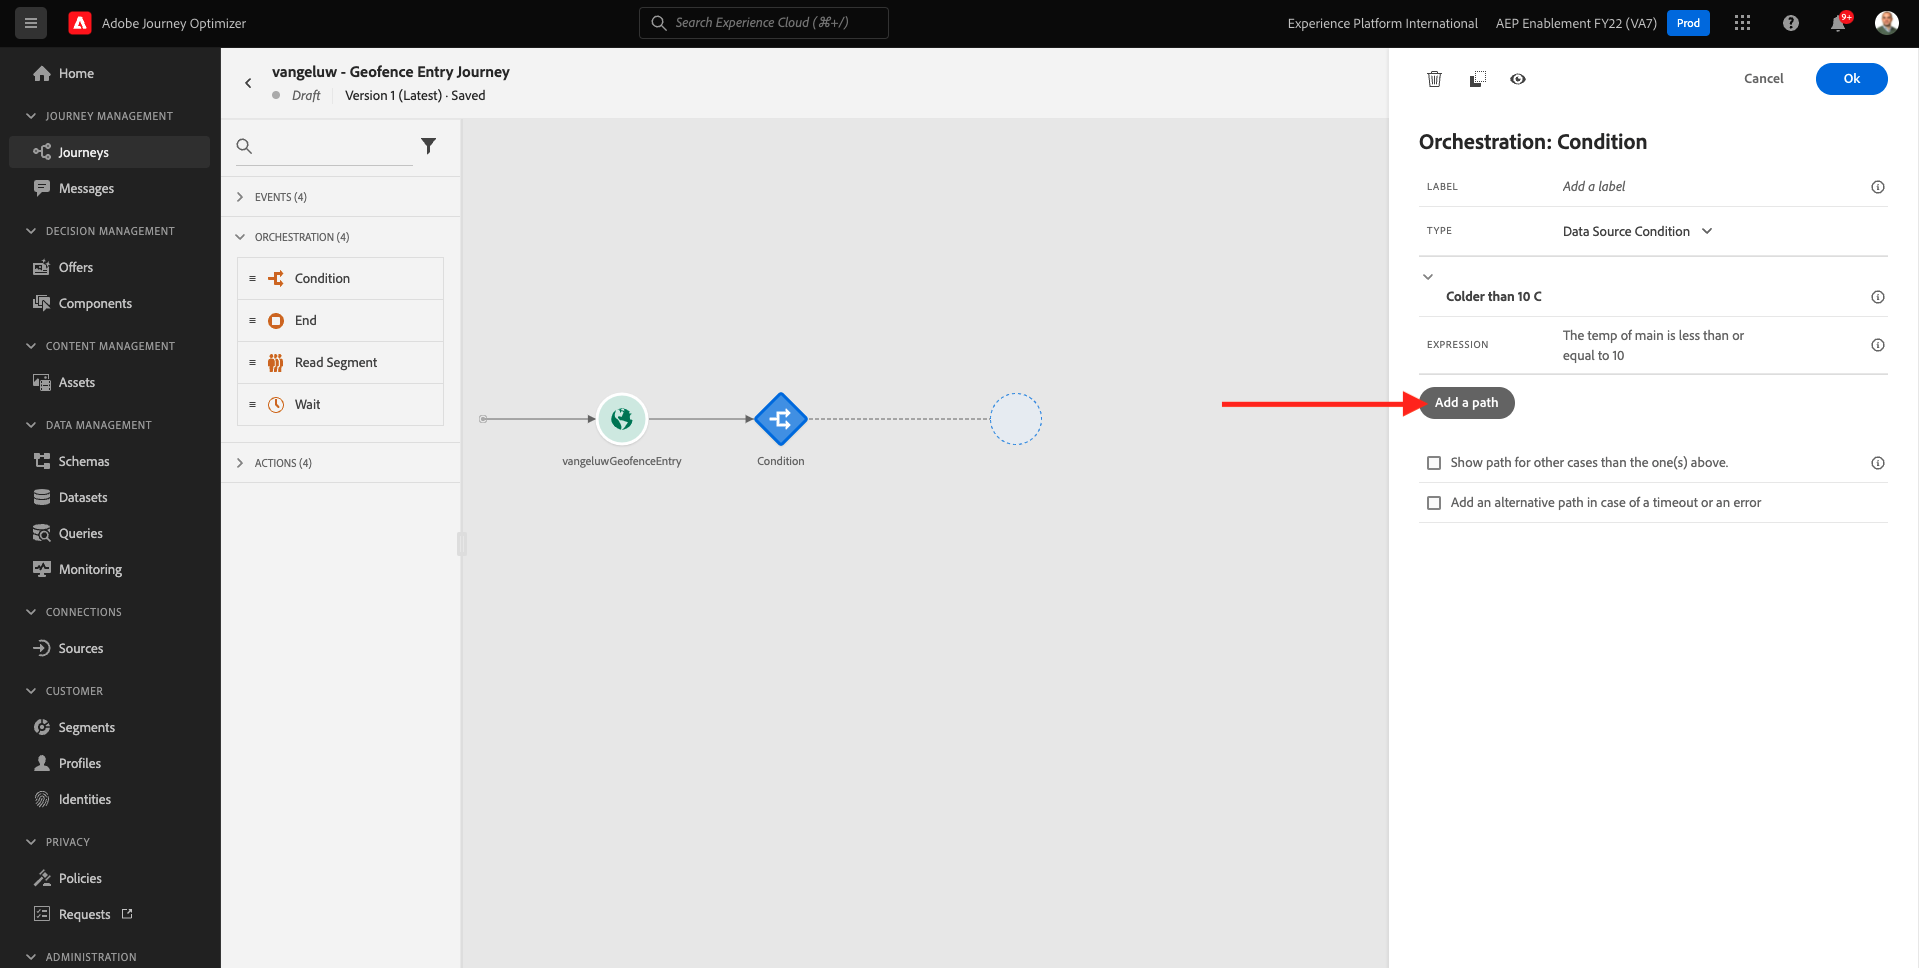 Adobe Journey Optimizer
Search Experience Cloud (⌘+/)
Experience Platform International
AEP Enablement FY22 (VA7)
Prod
9+
Home
JOURNEY MANAGEMENT
Journeys
Messages
DECISION MANAGEMENT
Offers
Components
CONTENT MANAGEMENT
Assets
DATA MANAGEMENT
Schemas
Datasets
Queries
Monitoring
CONNECTIONS
Sources
CUSTOMER
Segments
Profiles
Identities
PRIVACY
Policies
Requests
ADMINISTRATION
vangeluw - Geofence Entry Journey
Draft
Version 1 (Latest) · Saved
EVENTS (4)
ORCHESTRATION (4)
Condition
End
Read Segment
Wait
ACTIONS (4)
vangeluwGeofenceEntry
Condition
Cancel
Ok
Orchestration: Condition
LABEL
Add a label
TYPE
Data Source Condition
Colder than 10 C
EXPRESSION
The temp of main is less than or
equal to 10
Add a path
Show path for other cases than the one(s) above.
Add an alternative path in case of a timeout or an error